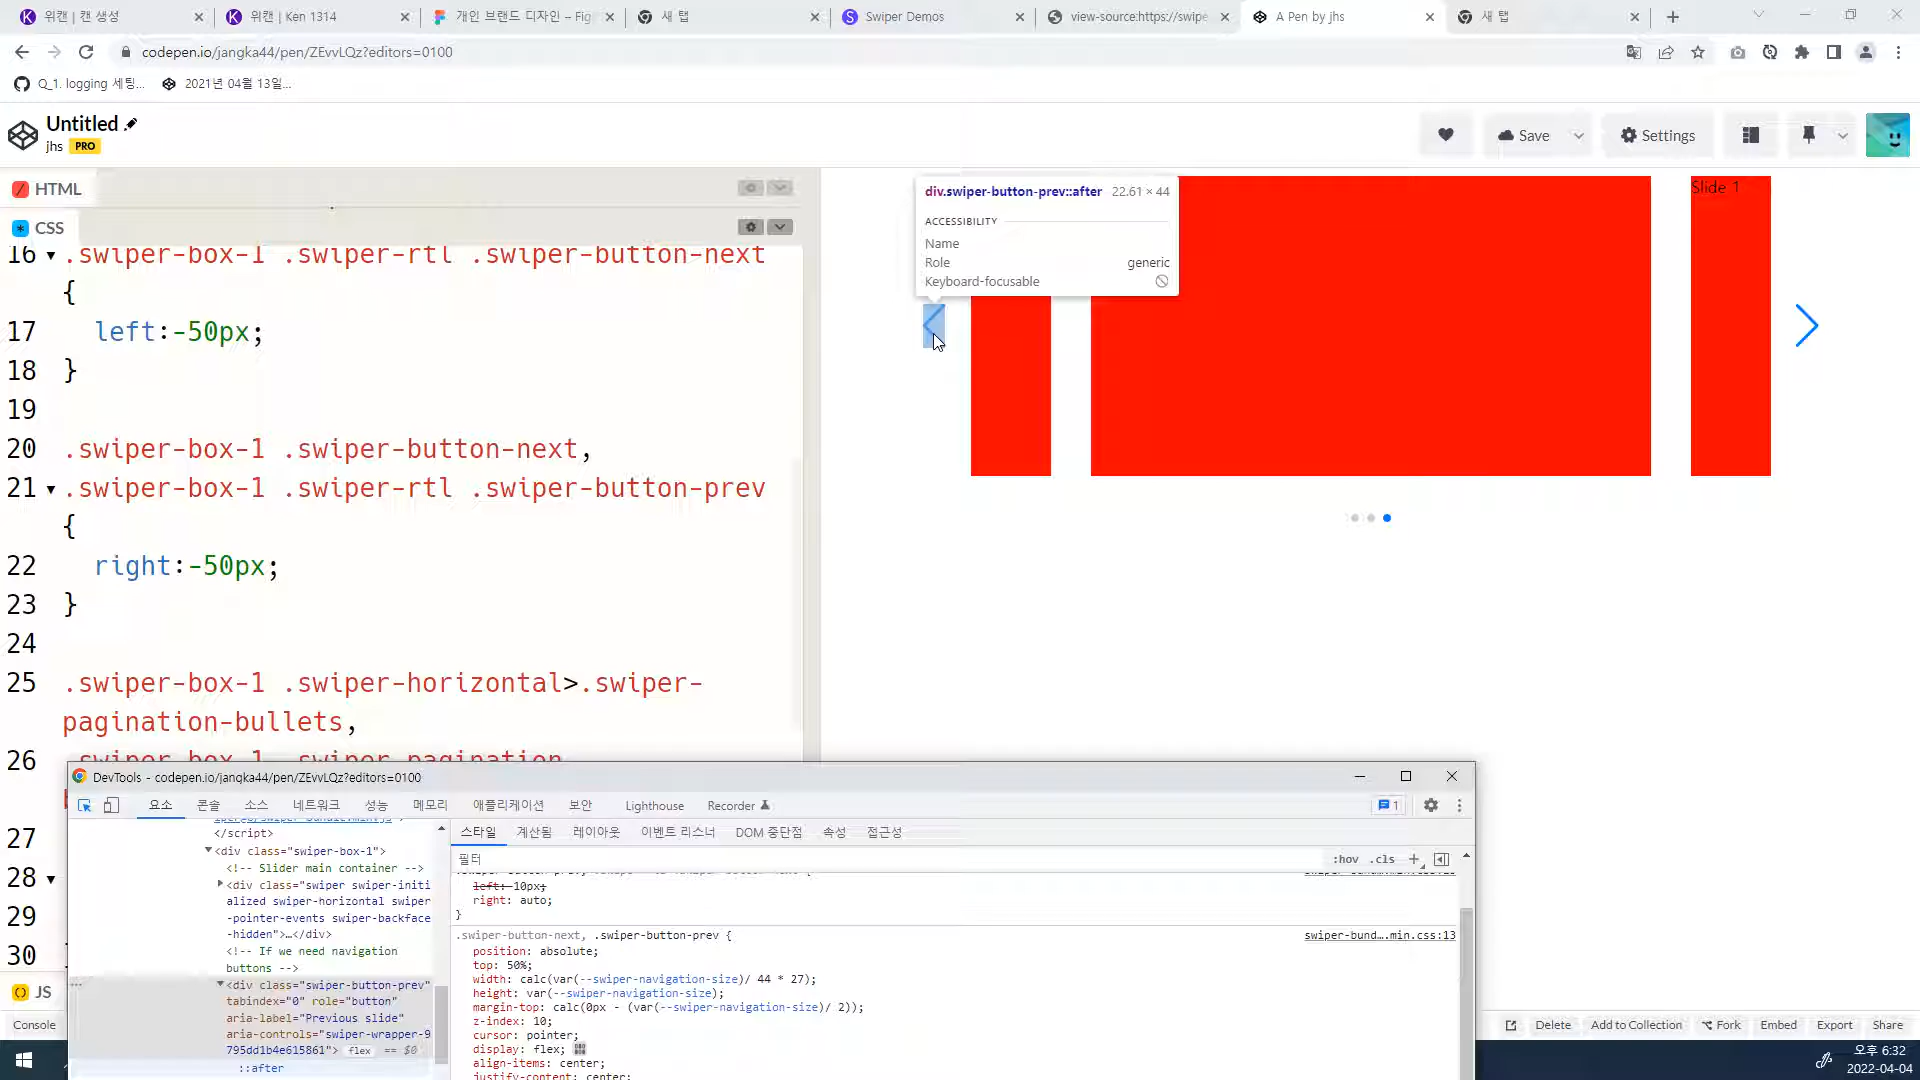 위캔 | 캔 생성
위캔 | Ken 1314
개인 브랜드 디자인 – Fig
새 탭
Swiper Demos
view-source:https://swipe
A Pen by jhs
새 탭
codepen.io/jangka44/pen/ZEvvLQz?editors=0100
Q_1. logging 세팅...
2021년 04월 13일...
Untitled
jhs PRO
Save
Settings
HTML
CSS
16 .swiper-box-1 .swiper-rtl .swiper-button-next
{
17 left:-50px;
18 }
19
20 .swiper-box-1 .swiper-button-next,
21 .swiper-box-1 .swiper-rtl .swiper-button-prev
{
22 right:-50px;
23 }
24
25 .swiper-box-1 .swiper-horizontal>.swiper-
pagination-bullets,
26 .swiper-box-1 .swiper-pagination
27
28
29
30
JS
Console
div.swiper-button-prev::after 22.61 × 44
ACCESSIBILITY
Name
Role generic
Keyboard-focusable
Slide 1
DevTools - codepen.io/jangka44/pen/ZEvvLQz?editors=0100
요소 콘솔 소스 네트워크 성능 메모리 애플리케이션 보안 Lighthouse Recorder 1
</script>
<div class="swiper-box-1">
<!-- Slider main container -->
<div class="swiper swiper-initi
alized swiper-horizontal swiper
-pointer-events swiper-backface
-hidden">…</div>
<!-- If we need navigation
buttons -->
<div class="swiper-button-prev"
tabindex="0" role="button"
aria-label="Previous slide"
aria-controls="swiper-wrapper-9
795dd1b4e615861"> flex == $0
::after
스타일 계산됨 레이아웃 이벤트 리스너 DOM 중단점 속성 접근성
필터 :hov .cls
left: 10px;
right: auto;
}
.swiper-button-next, .swiper-button-prev { swiper-bund….min.css:13
position: absolute;
top: 50%;
width: calc(var(--swiper-navigation-size)/ 44 * 27);
height: var(--swiper-navigation-size);
margin-top: calc(0px - (var(--swiper-navigation-size)/ 2));
z-index: 10;
cursor: pointer;
display: flex;
align-items: center;
justify-content: center;
Delete Add to Collection Fork Embed Export Share
오후 6:32
2022-04-04